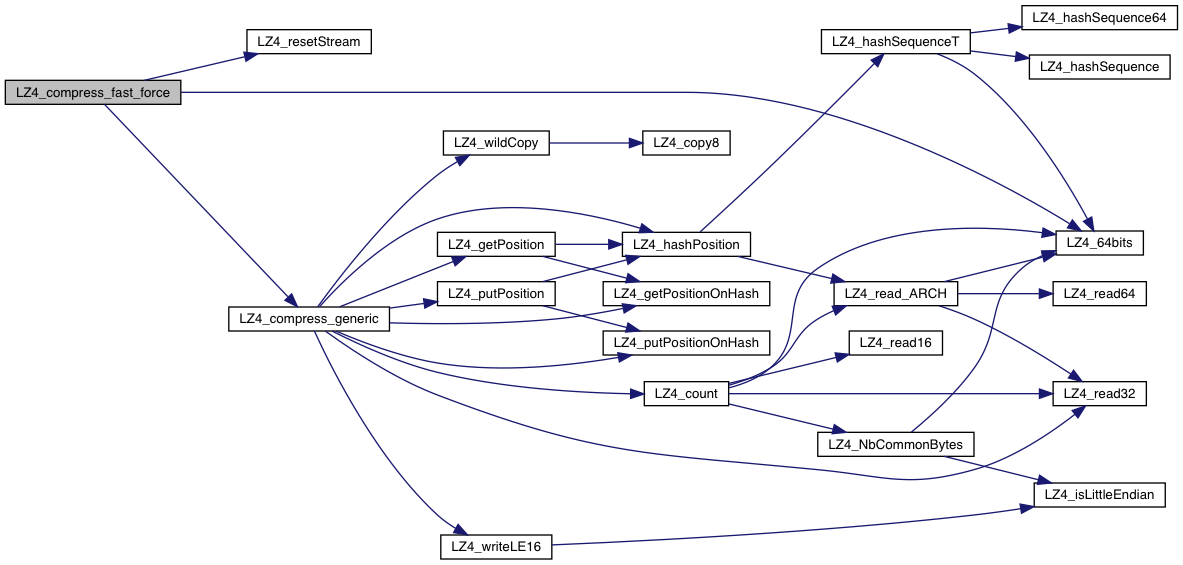 LZ4_hashSequence64
LZ4_resetStream
LZ4_hashSequenceT
LZ4_hashSequence
LZ4_compress_fast_force
LZ4_wildCopy
LZ4_copy8
LZ4_getPosition
LZ4_hashPosition
LZ4_64bits
LZ4_putPosition
LZ4_getPositionOnHash
LZ4_read_ARCH
LZ4_read64
LZ4_compress_generic
LZ4_putPositionOnHash
LZ4_read16
LZ4_count
LZ4_read32
LZ4_NbCommonBytes
LZ4_isLittleEndian
LZ4_writeLE16